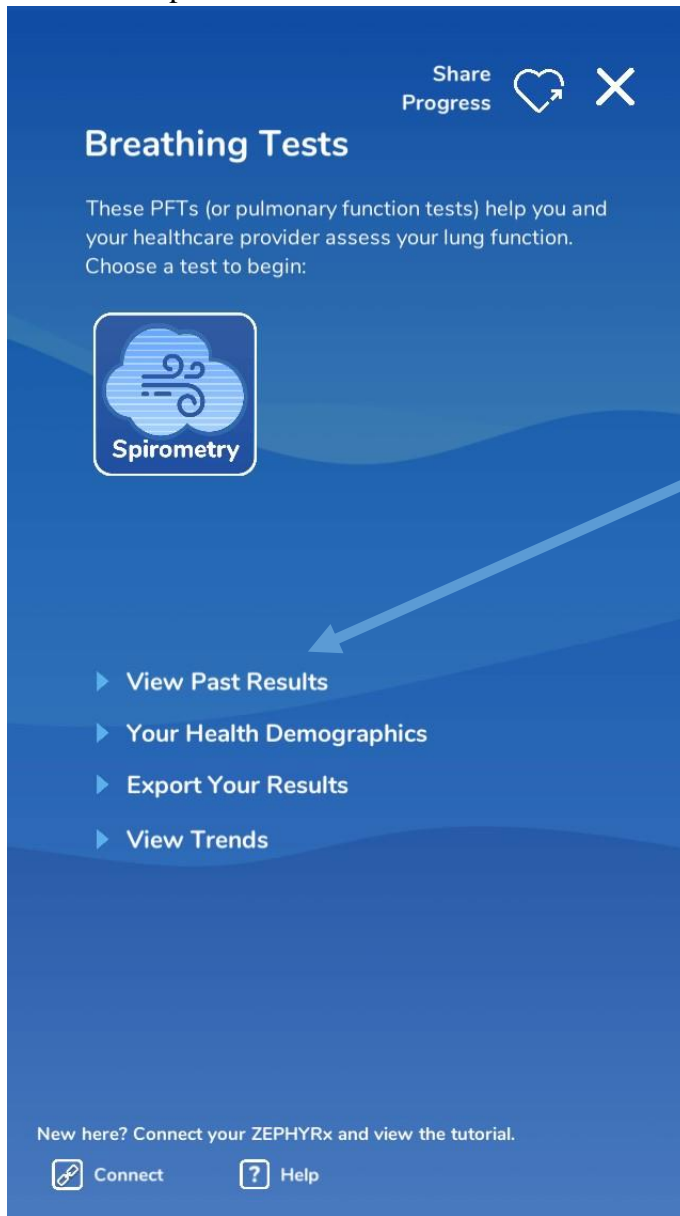 Share
Progress
Breathing Tests
These PFTs (or pulmonary function tests) help you and
your healthcare provider assess your lung function.
Choose a test to begin:
Spirometry
View Past Results
Your Health Demographics
Export Your Results
View Trends
New here? Connect your ZEPHYRx and view the tutorial.
Connect
? Help